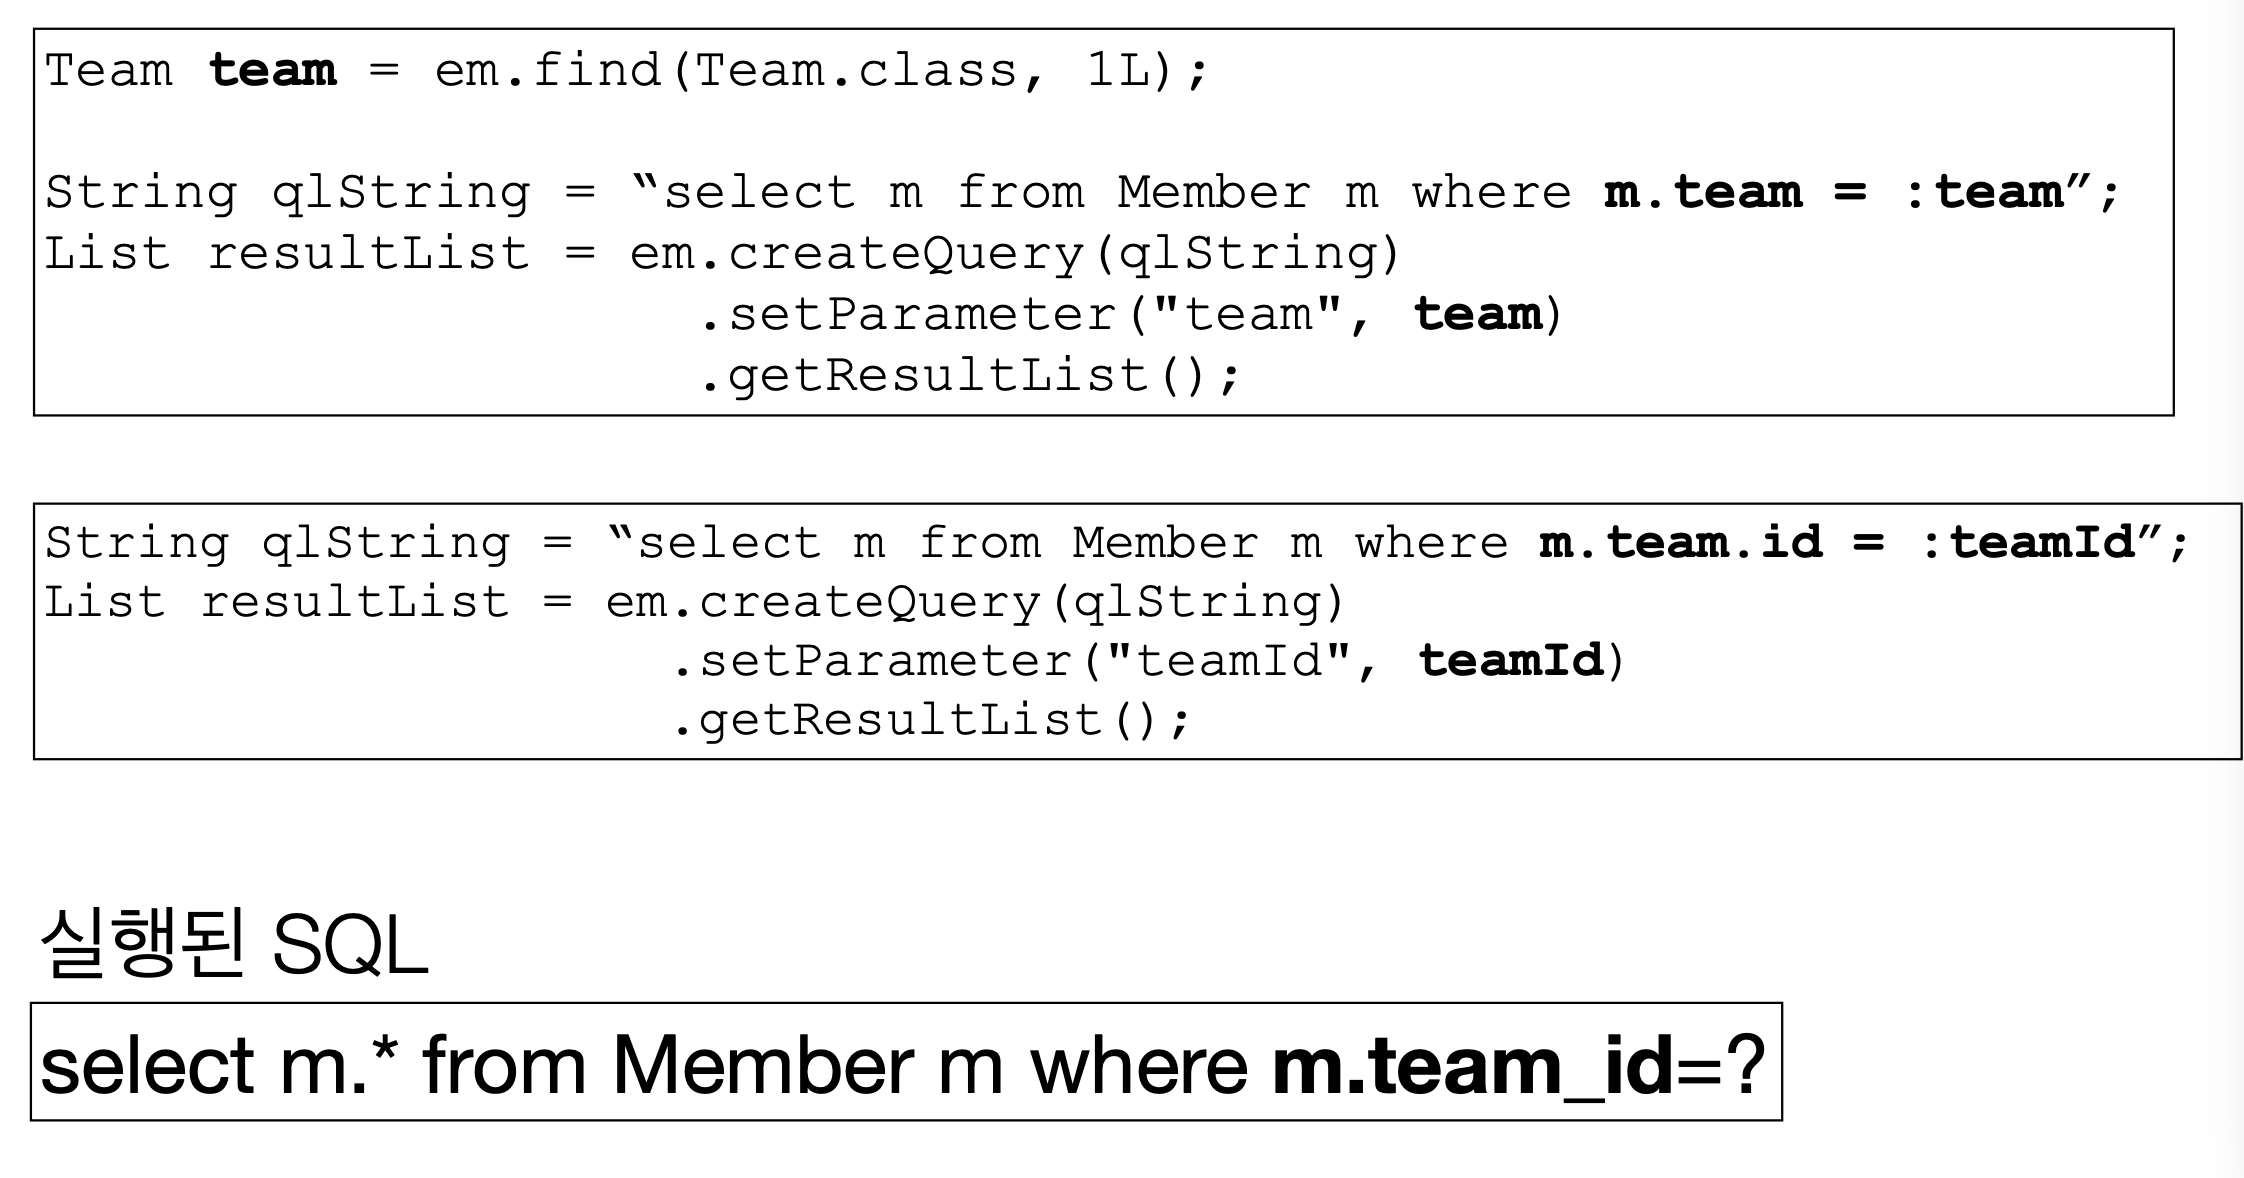 Team team = em.find(Team.class, 1L);
String qlString = “select m from Member m where m.team = :team”;
List resultList = em.createQuery(qlString)
.setParameter("team", team)
.getResultList();
String qlString = “select m from Member m where m.team.id = :teamId”;
List resultList = em.createQuery(qlString)
.setParameter("teamId", teamId)
.getResultList();
실행된 SQL
select m.* from Member m where m.team_id=?